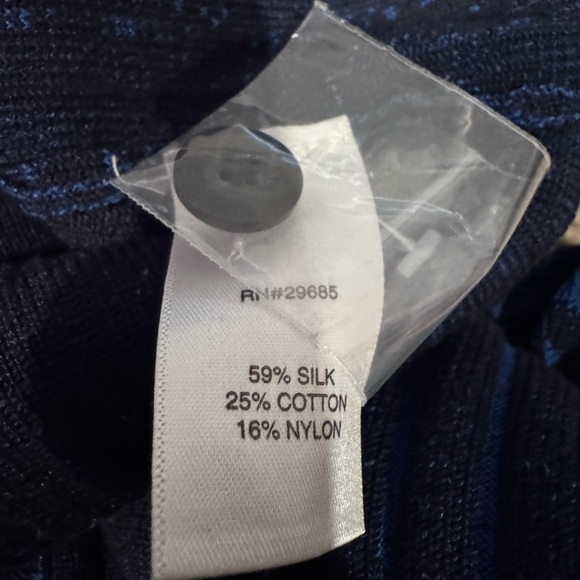 RN#29685
59% SILK
25% COTTON
16% NYLON